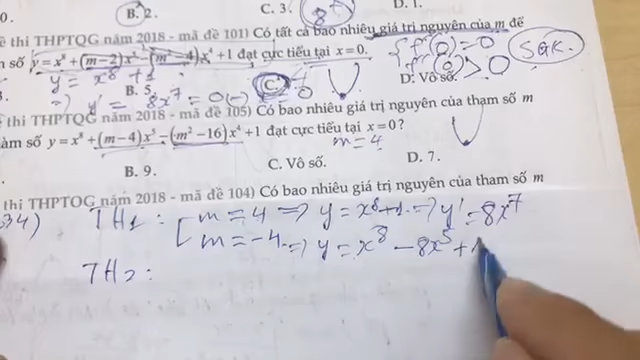 0. B. 2. C. 3. D. 1.
ề thi THPTQG năm 2018 - mã đề 101) Có tất cả bao nhiêu giá trị nguyên của m để
m số y = x⁸ + (m − 2)x⁵ − (m² − 4)x⁴ + 1 đạt cực tiểu tại x = 0.
y = x⁸ + 1
f'(0) = 0
f''(0) > 0
SGK.
B. 5. C. 4 D. Vô số.
=> y' = 8x⁷ = 0 (-)
thi THPTQG năm 2018 - mã đề 105) Có bao nhiêu giá trị nguyên của tham số m
àm số y = x⁸ + (m − 4)x⁵ − (m² − 16)x⁴ + 1 đạt cực tiểu tại x = 0?
m = 4
B. 9. C. Vô số. D. 7.
thi THPTQG năm 2018 - mã đề 104) Có bao nhiêu giá trị nguyên của tham số m
34) TH1: m = 4 => y = x⁸ + 1. => y' = 8x⁷
m = -4. => y = x⁸ − 8x⁵ + 1
TH2: